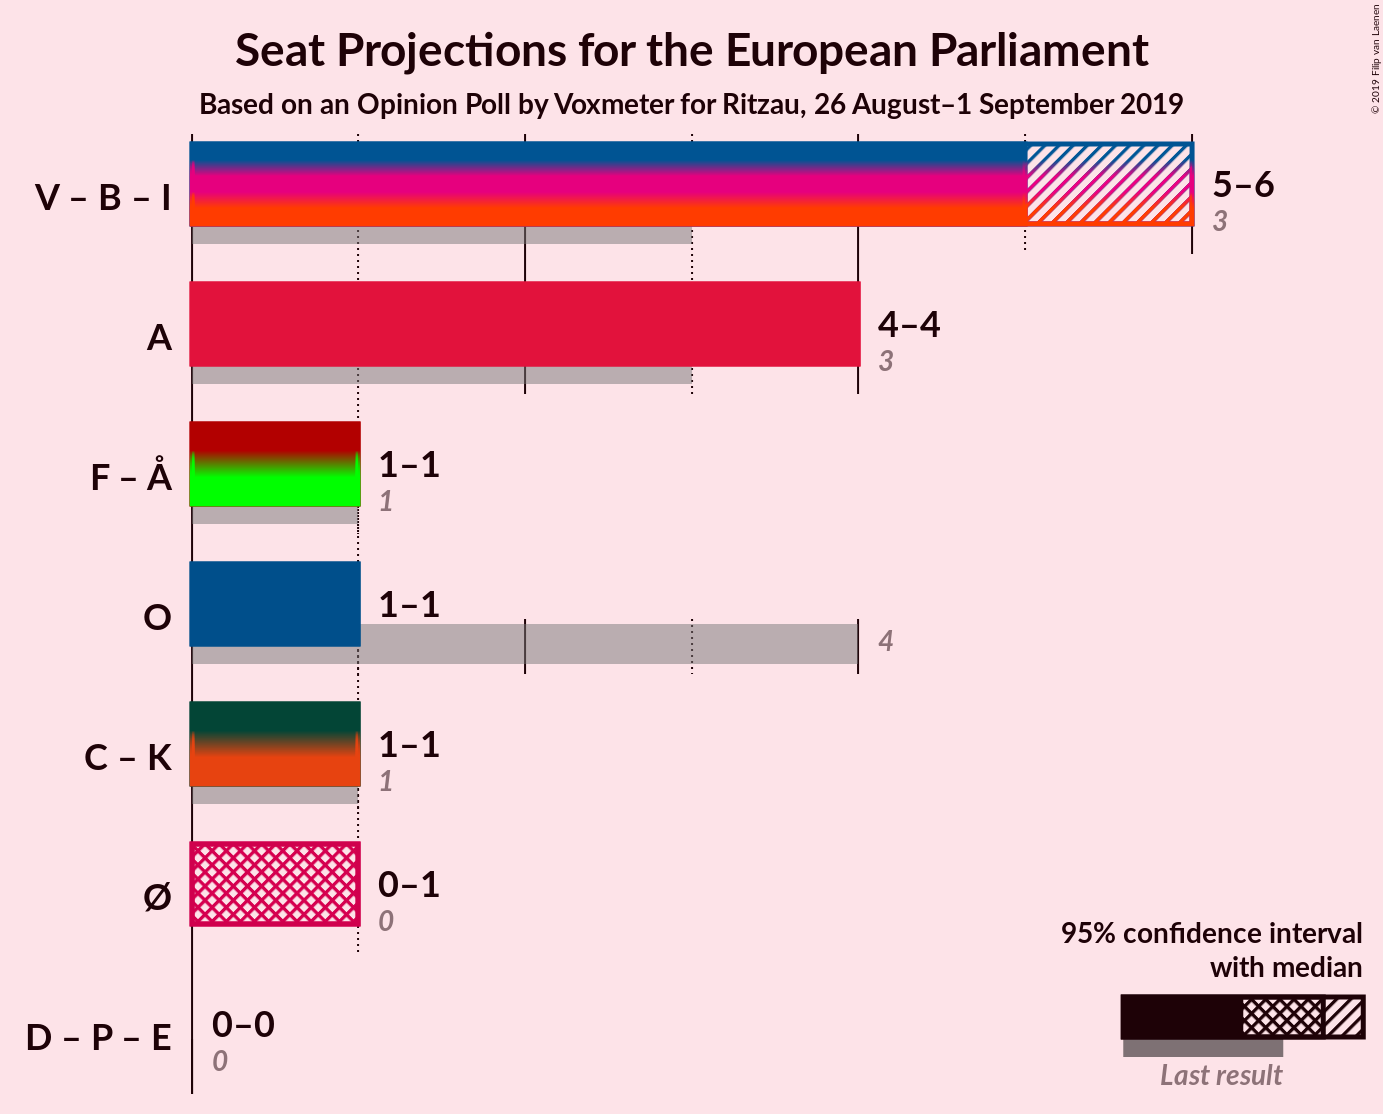 Seat Projections for the European Parliament
Based on an Opinion Poll by Voxmeter for Ritzau, 26 August–1 September 2019
© 2019 Filip van Laenen
V – B – I
5–6
3
A
4–4
3
F – Å
1–1
1
O
1–1
4
C – K
1–1
1
Ø
0–1
0
D – P – E
0–0
0
95% confidence interval
with median
Last result